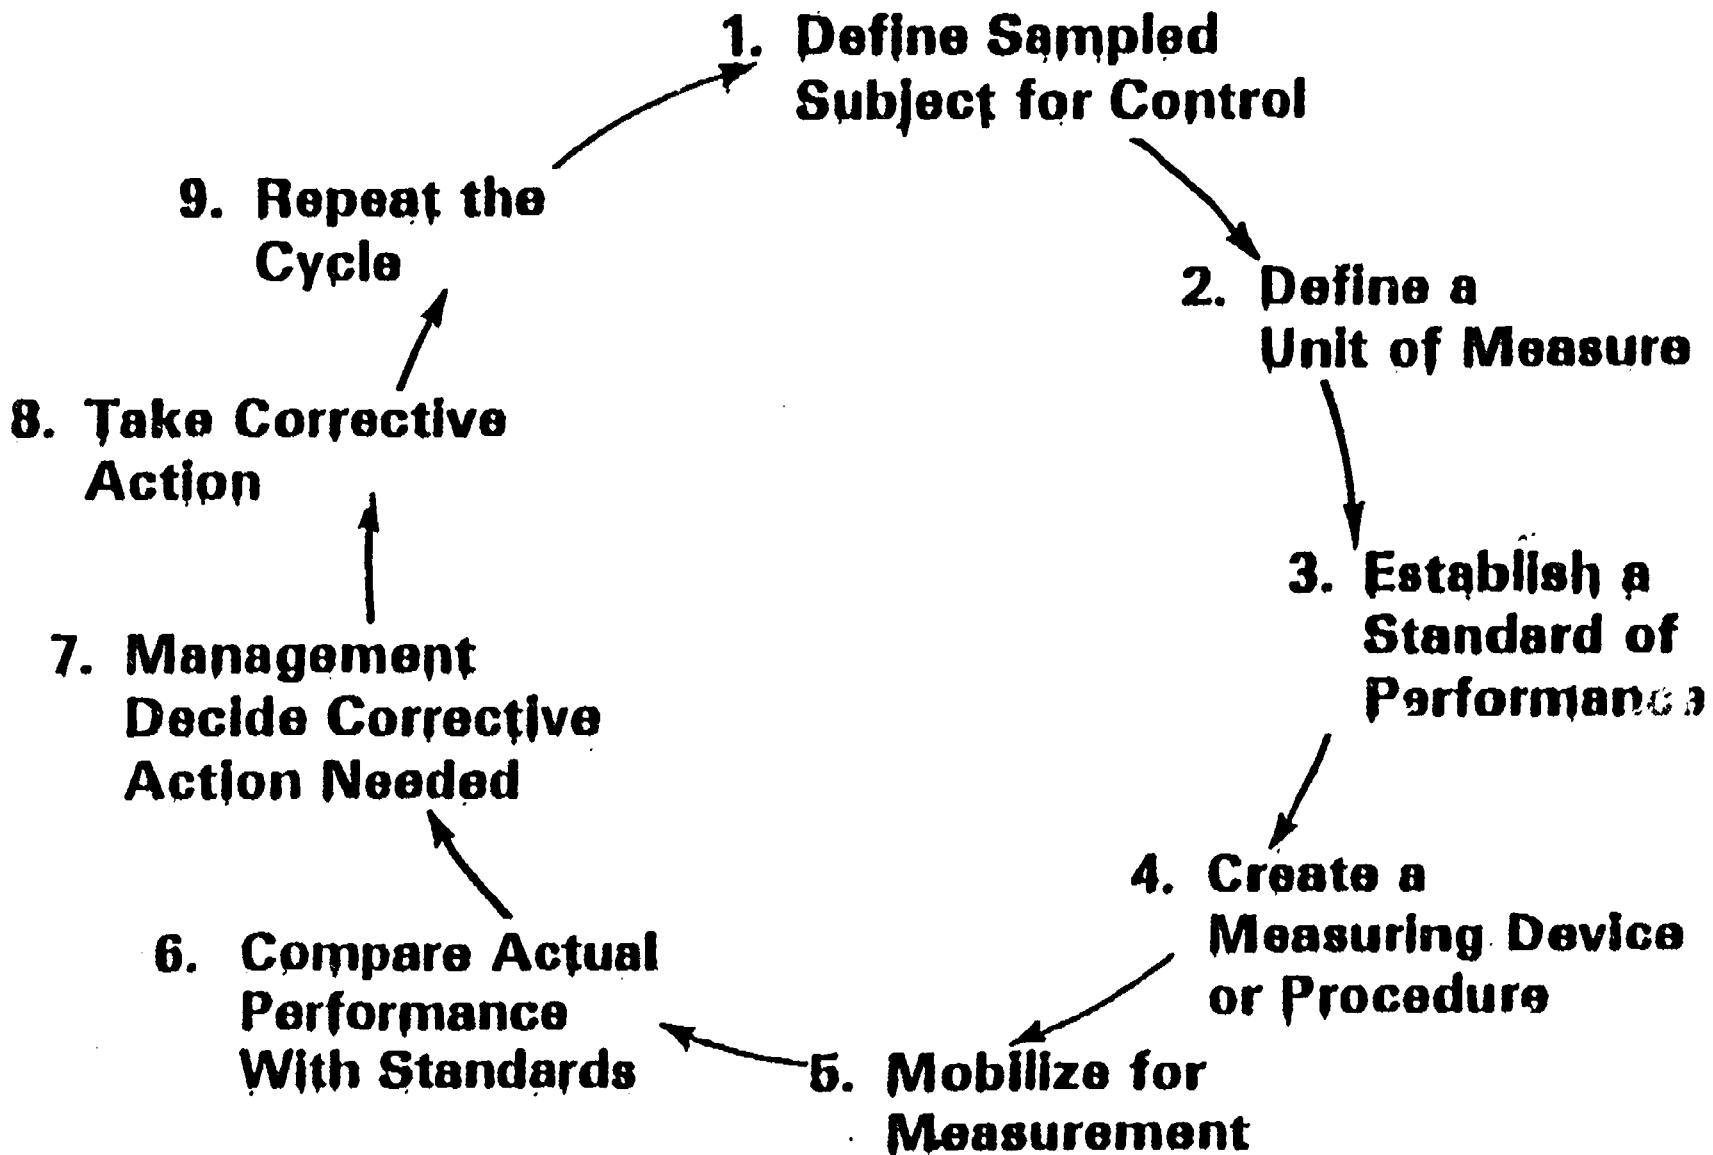 1. Define Sampled
Subject for Control
2. Define a
Unit of Measure
3. Establish a
Standard of
Performance
4. Create a
Measuring Device
or Procedure
5. Mobilize for
Measurement
6. Compare Actual
Performance
With Standards
7. Management
Decide Corrective
Action Needed
8. Take Corrective
Action
9. Repeat the
Cycle